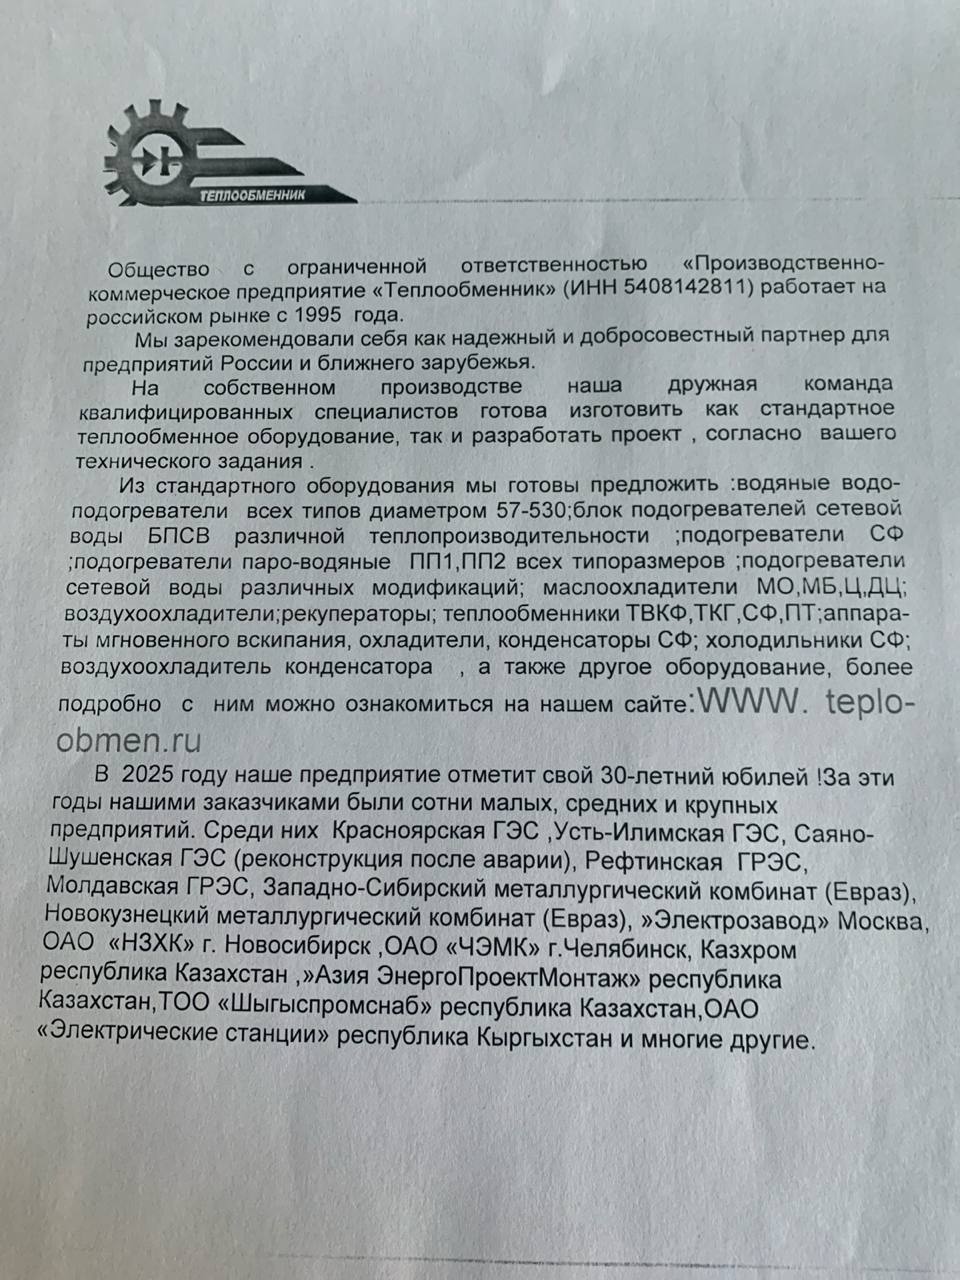 ТЕПЛООБМЕННИК
Общество с ограниченной ответственностью «Производственно-
коммерческое предприятие «Теплообменник» (ИНН 5408142811) работает на
российском рынке с 1995 года.
Мы зарекомендовали себя как надежный и добросовестный партнер для
предприятий России и ближнего зарубежья.
На собственном производстве наша дружная команда
квалифицированных специалистов готова изготовить как стандартное
теплообменное оборудование, так и разработать проект , согласно вашего
технического задания .
Из стандартного оборудования мы готовы предложить :водяные водо-
подогреватели всех типов диаметром 57-530;блок подогревателей сетевой
воды БПСВ различной теплопроизводительности ;подогреватели СФ
;подогреватели паро-водяные ПП1,ПП2 всех типоразмеров ;подогреватели
сетевой воды различных модификаций; маслоохладители МО,МБ,Ц,ДЦ;
воздухоохладители;рекуператоры; теплообменники ТВКФ,ТКГ,СФ,ПТ;аппара-
ты мгновенного вскипания, охладители, конденсаторы СФ; холодильники СФ;
воздухоохладитель конденсатора , а также другое оборудование, более
подробно с ним можно ознакомиться на нашем сайте:WWW. teplo-
obmen.ru
В 2025 году наше предприятие отметит свой 30-летний юбилей !За эти
годы нашими заказчиками были сотни малых, средних и крупных
предприятий. Среди них Красноярская ГЭС ,Усть-Илимская ГЭС, Саяно-
Шушенская ГЭС (реконструкция после аварии), Рефтинская ГРЭС,
Молдавская ГРЭС, Западно-Сибирский металлургический комбинат (Евраз),
Новокузнецкий металлургический комбинат (Евраз), »Электрозавод» Москва,
ОАО «НЗХК» г. Новосибирск ,ОАО «ЧЭМК» г.Челябинск, Казхром
республика Казахстан ,»Азия ЭнергоПроектМонтаж» республика
Казахстан,ТОО «Шыгыспромснаб» республика Казахстан,ОАО
«Электрические станции» республика Кыргыхстан и многие другие.